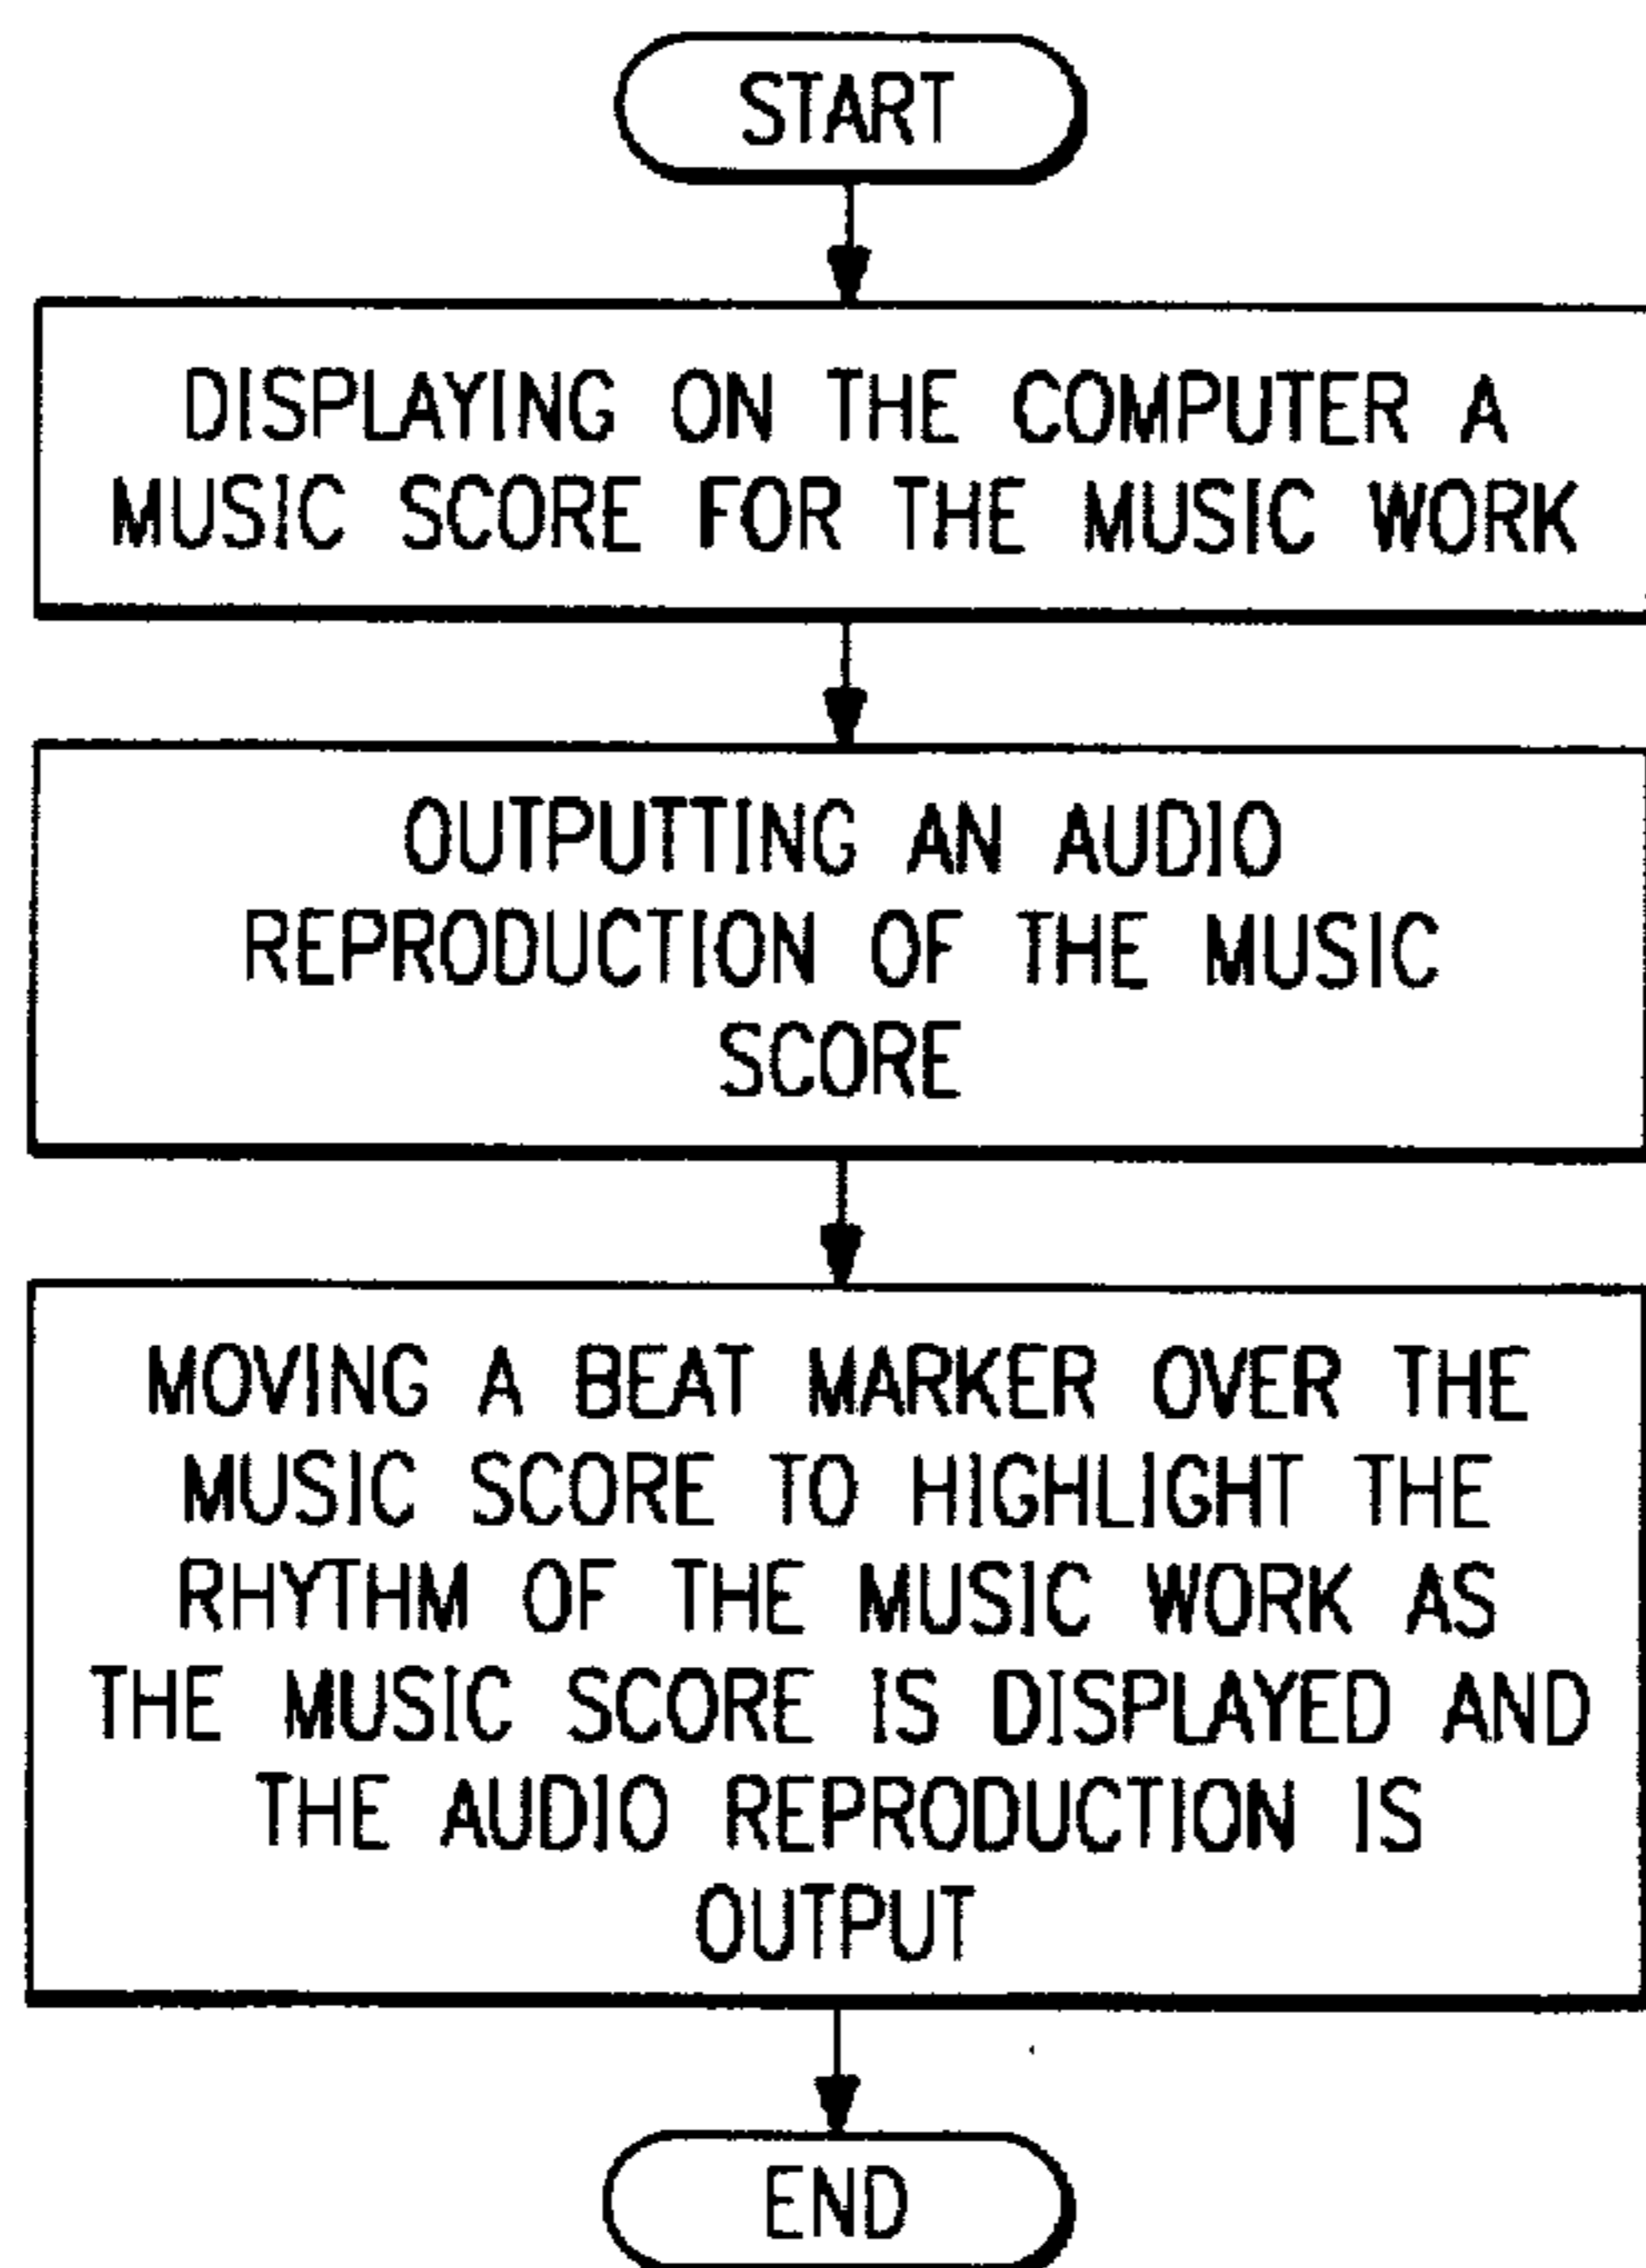 START
DISPLAYING ON THE COMPUTER A
MUSIC SCORE FOR THE MUSIC WORK
OUTPUTTING AN AUDIO
REPRODUCTION OF THE MUSIC
SCORE
MOVING A BEAT MARKER OVER THE
MUSIC SCORE TO HIGHLIGHT THE
RHYTHM OF THE MUSIC WORK AS
THE MUSIC SCORE IS DISPLAYED AND
THE AUDIO REPRODUCTION IS
OUTPUT
END